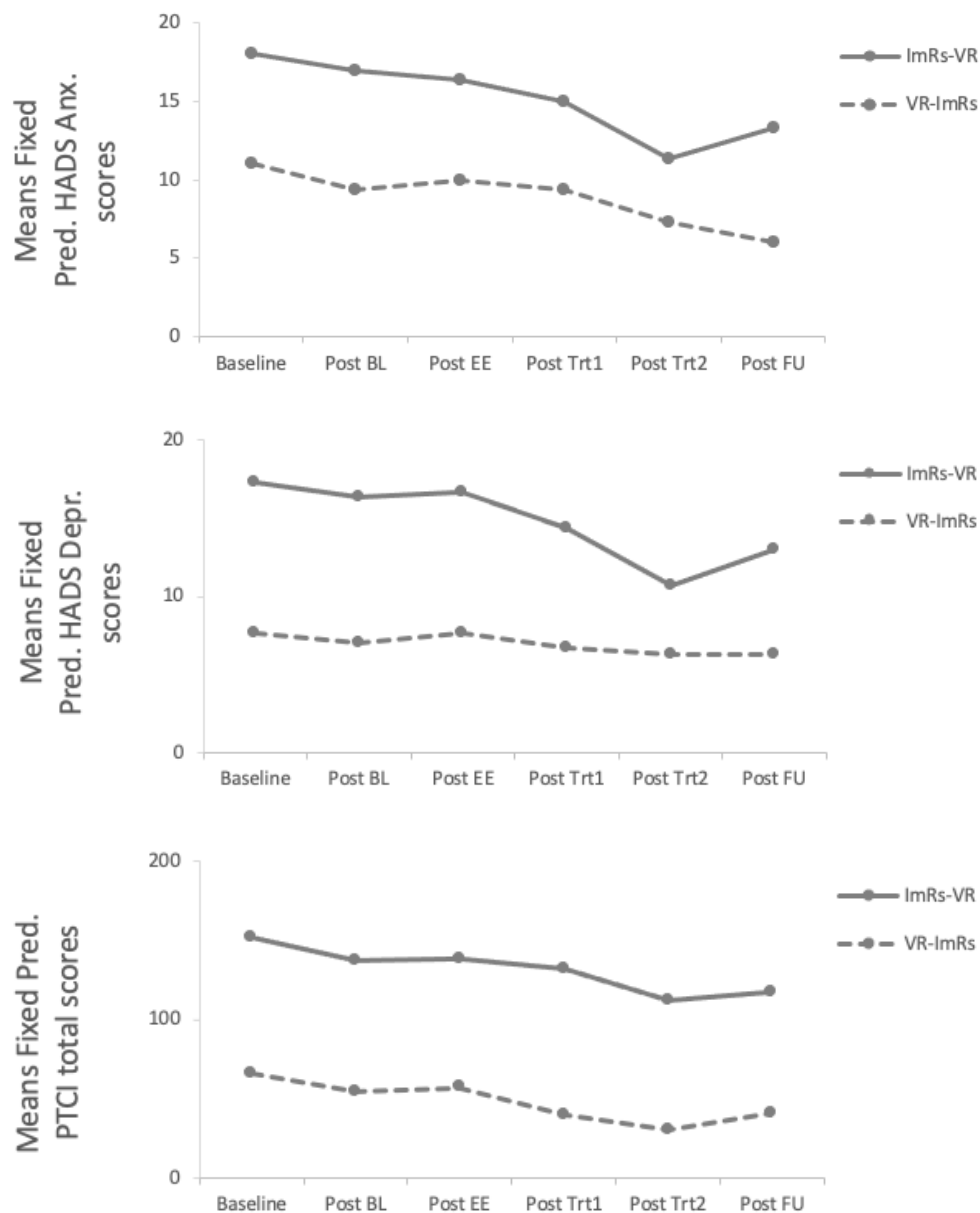 Means Fixed
Pred. HADS Anx.
scores
20
15
10
5
0
Baseline Post BL Post EE Post Trt1 Post Trt2 Post FU
ImRs-VR
VR-ImRs
Means Fixed
Pred. HADS Depr.
scores
20
10
0
Baseline Post BL Post EE Post Trt1 Post Trt2 Post FU
ImRs-VR
VR-ImRs
Means Fixed Pred.
PTCI total scores
200
100
0
Baseline Post BL Post EE Post Trt1 Post Trt2 Post FU
ImRs-VR
VR-ImRs